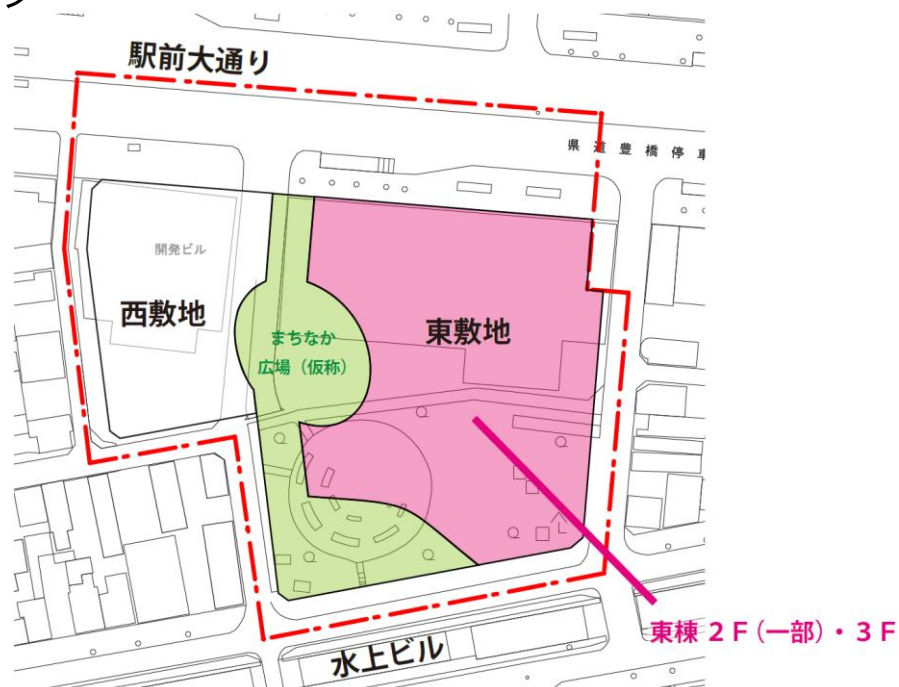 駅前大通り
県道豊橋停車
開発ビル
西敷地
まちなか
広場（仮称）
東敷地
東棟２Ｆ（一部）・３Ｆ
水上ビル